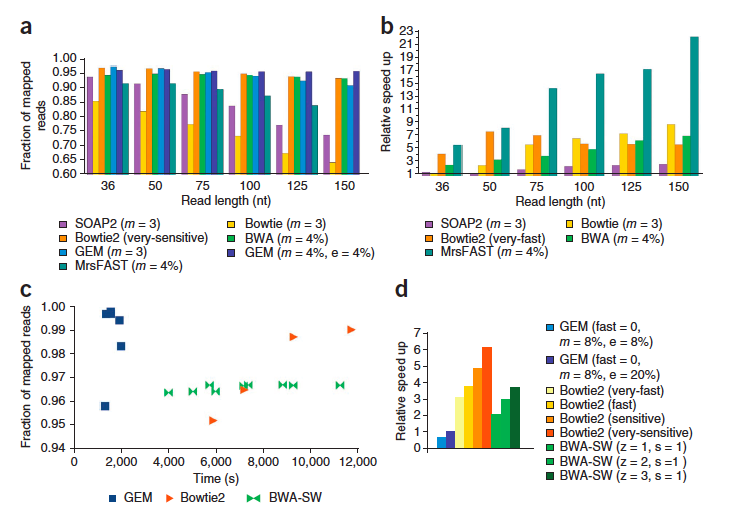 a
Fraction of mapped
reads
1.00
0.95
0.90
0.85
0.80
0.75
0.70
0.65
0.60
36 50 75 100 125 150
Read length (nt)
SOAP2 (m = 3)
Bowtie (m = 3)
Bowtie2 (very-sensitive)
BWA (m = 4%)
GEM (m = 3)
GEM (m = 4%, e = 4%)
MrsFAST (m = 4%)
b
Relative speed up
23
21
19
17
15
13
11
9
7
5
3
1
36 50 75 100 125 150
Read length (nt)
SOAP2 (m = 3)
Bowtie (m = 3)
Bowtie2 (very-fast)
BWA (m = 4%)
MrsFAST (m = 4%)
c
Fraction of mapped reads
1.00
0.99
0.98
0.97
0.96
0.95
0.94
0 2,000 4,000 6,000 8,000 10,000 12,000
Time (s)
GEM Bowtie2 BWA-SW
d
Relative speed up
7
6
5
4
3
2
1
0
GEM (fast = 0,
m = 8%, e = 8%)
GEM (fast = 0,
m = 8%, e = 20%)
Bowtie2 (very-fast)
Bowtie2 (fast)
Bowtie2 (sensitive)
Bowtie2 (very-sensitive)
BWA-SW (z = 1, s = 1)
BWA-SW (z = 2, s =1 )
BWA-SW (z = 3, s = 1)